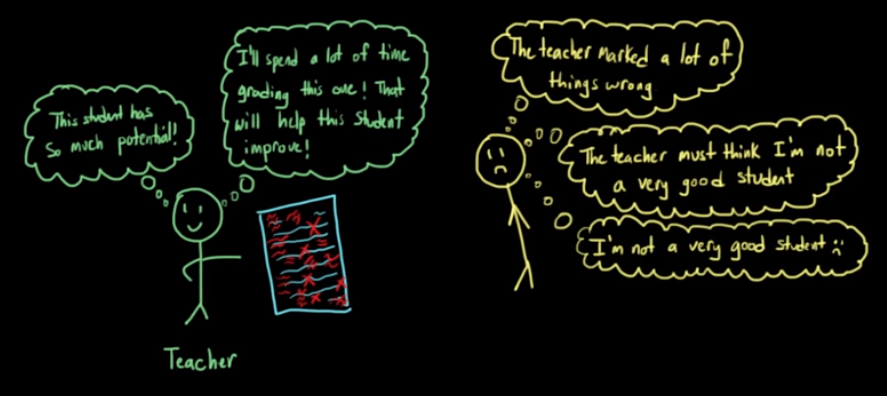 This student has
so much potential!
I'll spend a lot of time
grading this one! That
will help this student
improve!
Teacher
The teacher marked a lot of
things wrong
The teacher must think I'm not
a very good student
I'm not a very good student :(